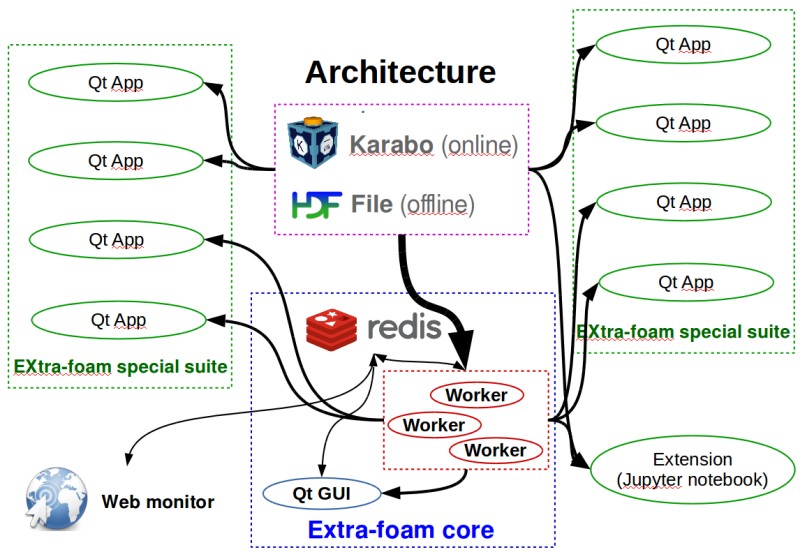 Architecture
Qt App
Qt App
Qt App
Qt App
EXtra-foam special suite
Karabo (online)
K
HDF File (offline)
redis
Worker
Worker
Worker
Qt GUI
Extra-foam core
Web monitor
Qt App
Qt App
Qt App
Qt App
EXtra-foam special suite
Extension
(Jupyter notebook)